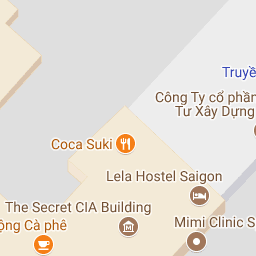 Truyề
Công Ty cổ phần
Tư Xây Dựng
Coca Suki
Lela Hostel Saigon
The Secret CIA Building
Mimi Clinic S
ộng Cà phê